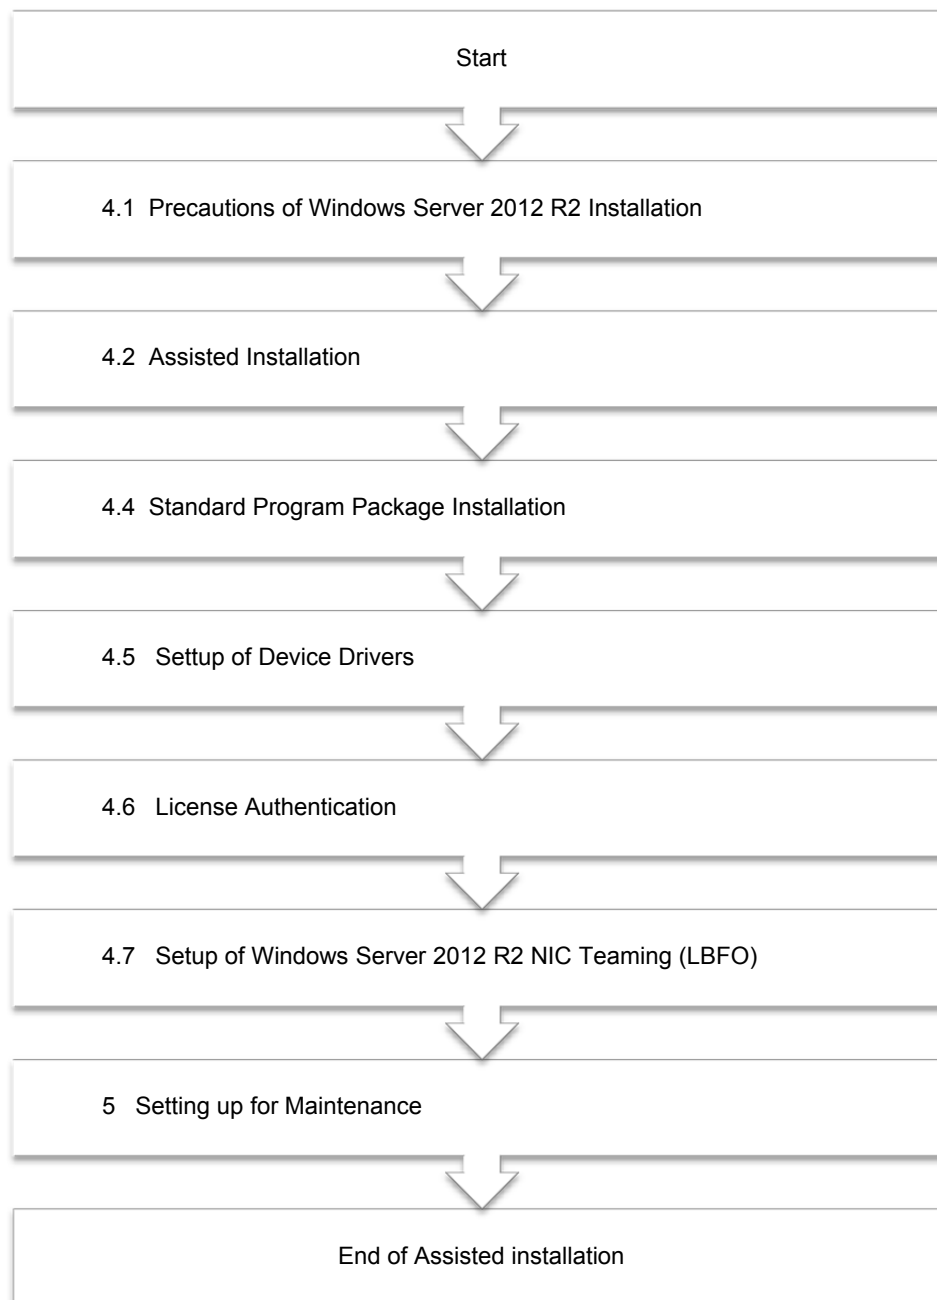 Start
4.1 Precautions of Windows Server 2012 R2 Installation
4.2 Assisted Installation
4.4 Standard Program Package Installation
4.5 Settup of Device Drivers
4.6 License Authentication
4.7 Setup of Windows Server 2012 R2 NIC Teaming (LBFO)
5 Setting up for Maintenance
End of Assisted installation